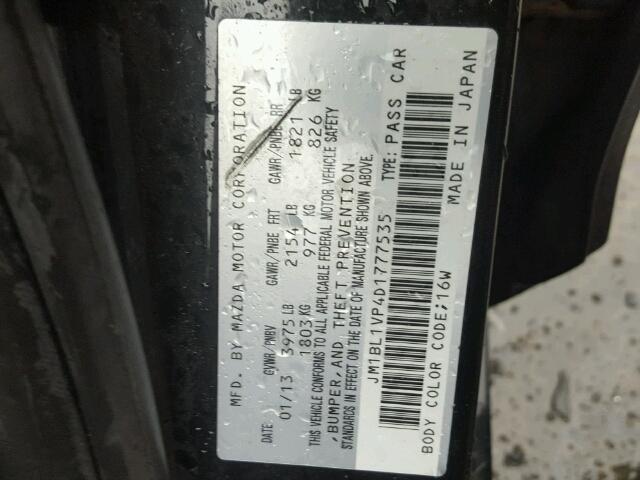 MFD. BY MAZDA MOTOR CORPORATION
DATE GVWR/PNBV GAWR/PNBE FRT GAWR/PNBE RR
01/13 3975 LB 2154 LB 1821 LB
1803 KG 977 KG 826 KG
THIS VEHICLE CONFORMS TO ALL APPLICABLE FEDERAL MOTOR VEHICLE SAFETY
,BUMPER,AND THEFT PREVENTION
STANDARDS IN EFFECT ON THE DATE OF MANUFACTURE SHOWN ABOVE.
JM1BL1VP4D1777535 TYPE: PASS CAR
BODY COLOR CODE;16W MADE IN JAPAN